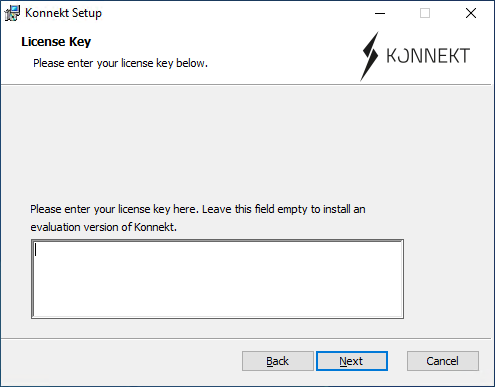 Konnekt Setup
License Key
Please enter your license key below.
KONNEKT
Please enter your license key here. Leave this field empty to install an
evaluation version of Konnekt.
Back
Next
Cancel